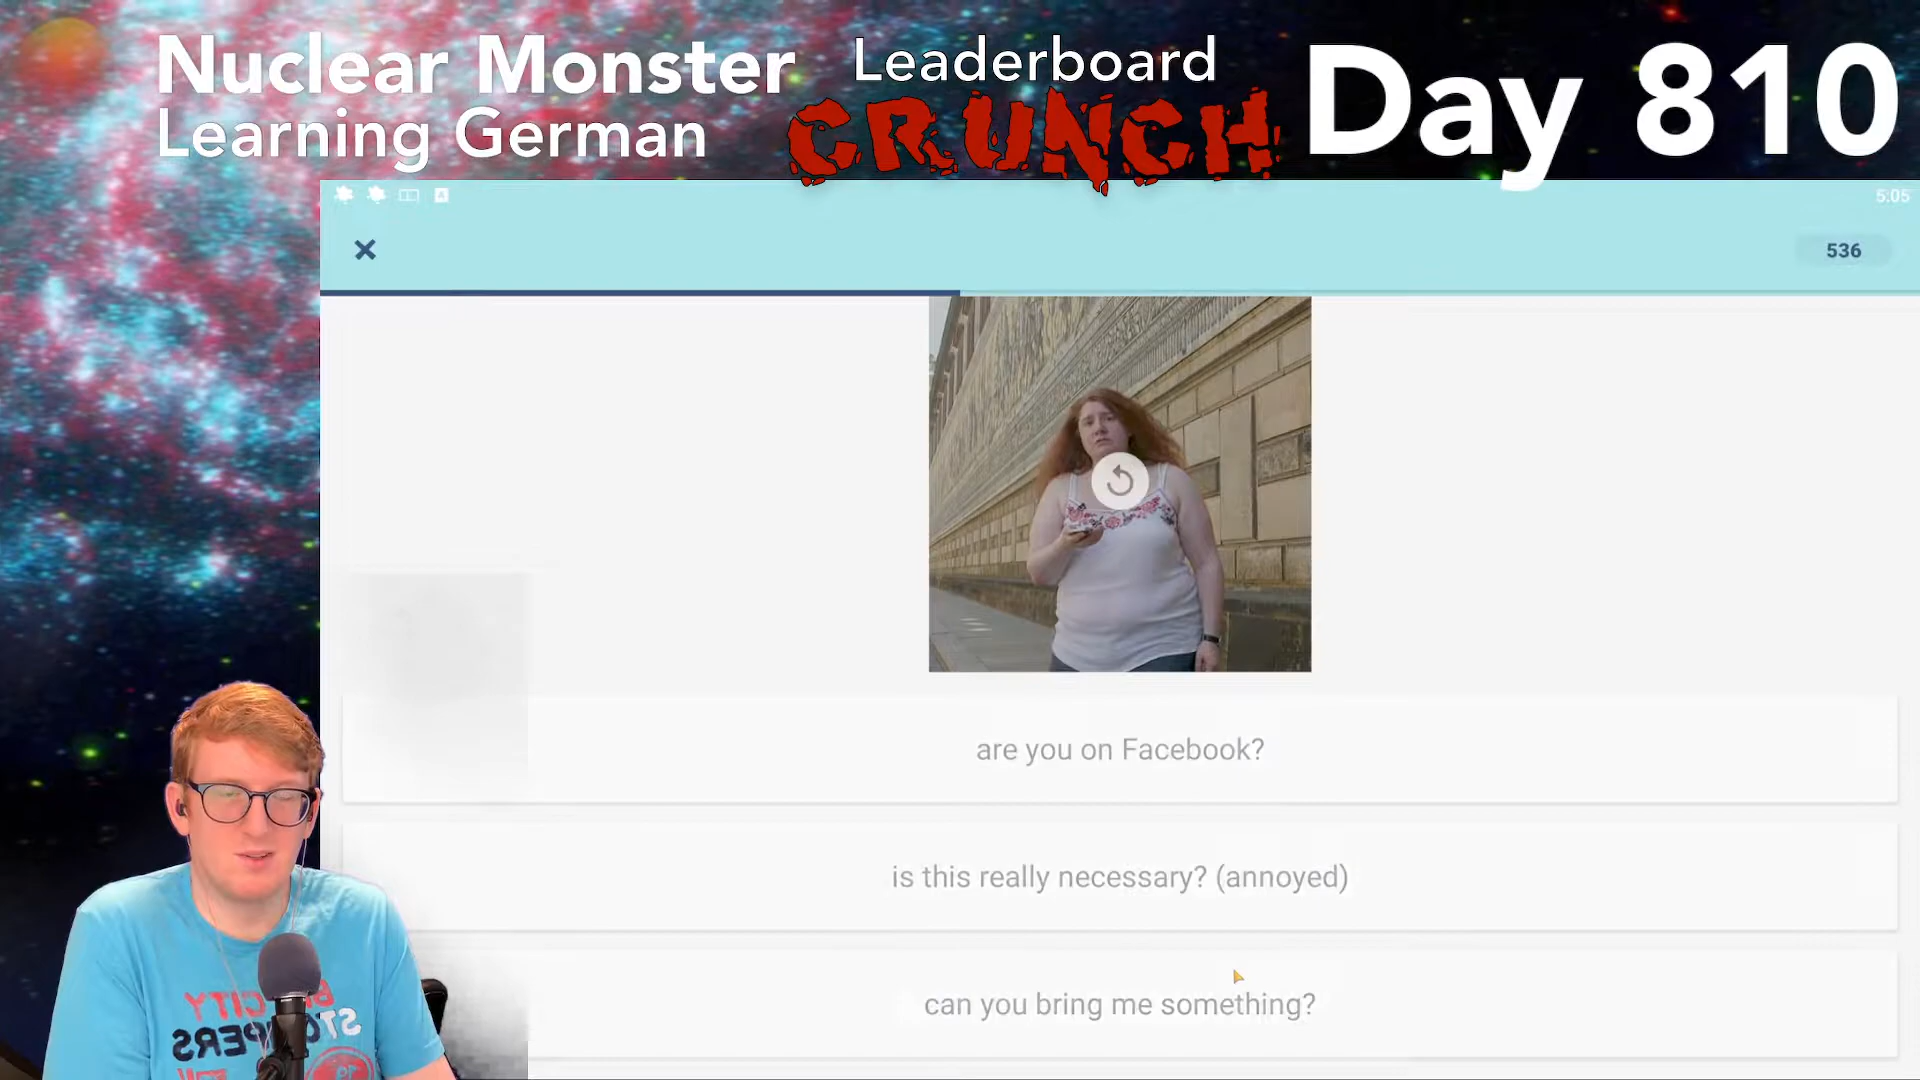 Nuclear Monster
Learning German
Leaderboard
CRUNCH
Day 810
5:05
536
are you on Facebook?
is this really necessary? (annoyed)
can you bring me something?
CITY